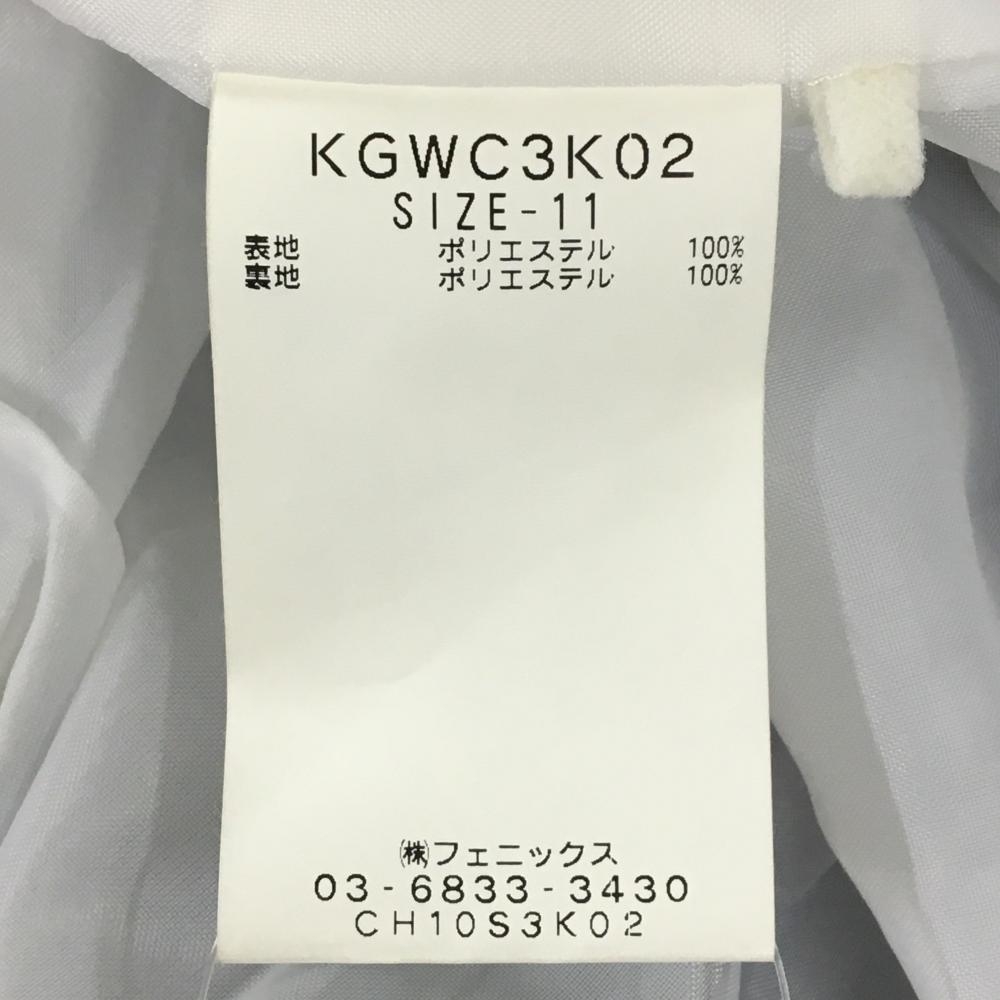 KGWC3K02
SIZE-11
表地 ポリエステル 100%
裏地 ポリエステル 100%
㈱フェニックス
03-6833-3430
CH10S3K02